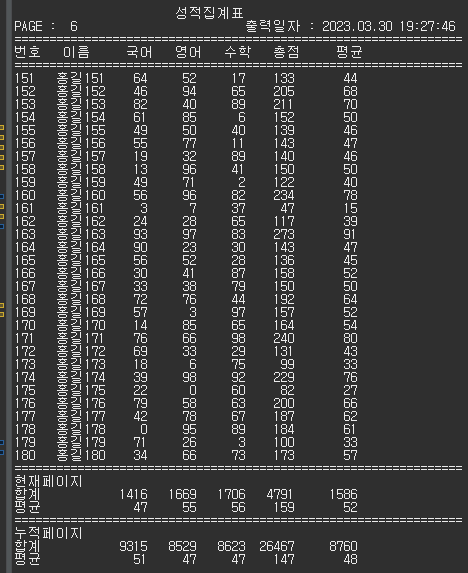 성적집계표
PAGE : 6 출력일자 : 2023.03.30 19:27:46
번호 이름 국어 영어 수학 총점 평균
151 홍길151 64 52 17 133 44
152 홍길152 46 94 65 205 68
153 홍길153 82 40 89 211 70
154 홍길154 61 85 6 152 50
155 홍길155 49 50 40 139 46
156 홍길156 55 77 11 143 47
157 홍길157 19 32 89 140 46
158 홍길158 13 96 41 150 50
159 홍길159 49 71 2 122 40
160 홍길160 56 96 82 234 78
161 홍길161 3 7 37 47 15
162 홍길162 24 28 65 117 39
163 홍길163 93 97 83 273 91
164 홍길164 90 23 30 143 47
165 홍길165 56 52 28 136 45
166 홍길166 30 41 87 158 52
167 홍길167 33 38 79 150 50
168 홍길168 72 76 44 192 64
169 홍길169 57 3 97 157 52
170 홍길170 14 85 65 164 54
171 홍길171 76 66 98 240 80
172 홍길172 69 33 29 131 43
173 홍길173 18 6 75 99 33
174 홍길174 39 98 92 229 76
175 홍길175 22 0 60 82 27
176 홍길176 79 58 63 200 66
177 홍길177 42 78 67 187 62
178 홍길178 0 95 89 184 61
179 홍길179 71 26 3 100 33
180 홍길180 34 66 73 173 57
현재페이지
합계 1416 1669 1706 4791 1586
평균 47 55 56 159 52
누적페이지
합계 9315 8529 8623 26467 8760
평균 51 47 47 147 48